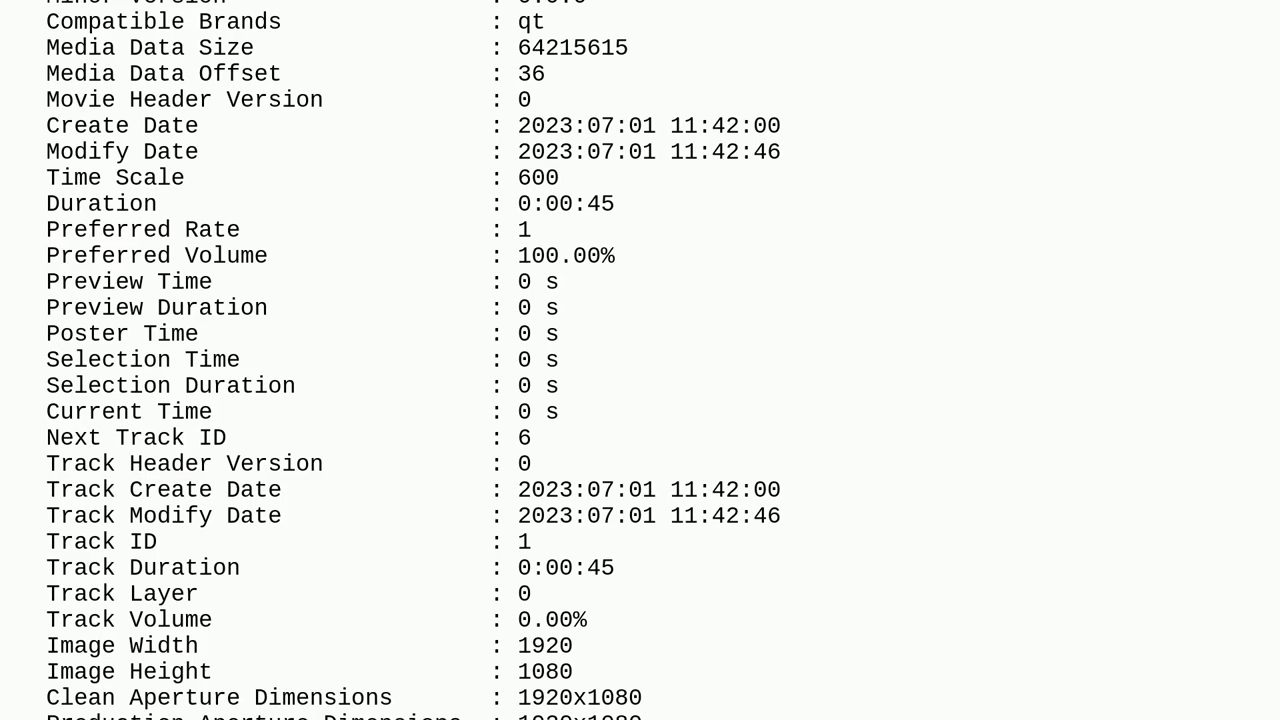 Compatible Brands : qt
Media Data Size : 64215615
Media Data Offset : 36
Movie Header Version : 0
Create Date : 2023:07:01 11:42:00
Modify Date : 2023:07:01 11:42:46
Time Scale : 600
Duration : 0:00:45
Preferred Rate : 1
Preferred Volume : 100.00%
Preview Time : 0 s
Preview Duration : 0 s
Poster Time : 0 s
Selection Time : 0 s
Selection Duration : 0 s
Current Time : 0 s
Next Track ID : 6
Track Header Version : 0
Track Create Date : 2023:07:01 11:42:00
Track Modify Date : 2023:07:01 11:42:46
Track ID : 1
Track Duration : 0:00:45
Track Layer : 0
Track Volume : 0.00%
Image Width : 1920
Image Height : 1080
Clean Aperture Dimensions : 1920x1080